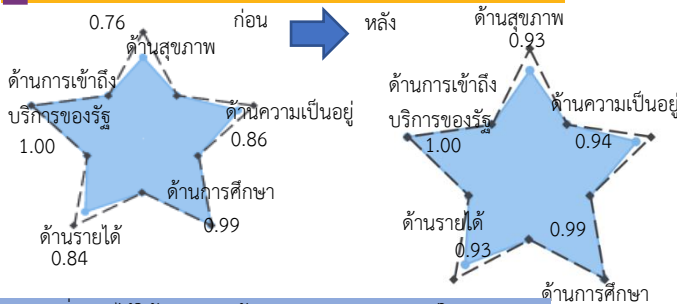 ก่อน
หลัง
0.76
ด้านสุขภาพ
ด้านการเข้าถึง
บริการของรัฐ
1.00
ด้านความเป็นอยู่
0.86
ด้านการศึกษา
0.99
ด้านรายได้
0.84
ด้านสุขภาพ
0.93
ด้านการเข้าถึง
บริการของรัฐ
1.00
ด้านความเป็นอยู่
0.94
ด้านรายได้
0.93
0.99
ด้านการศึกษา